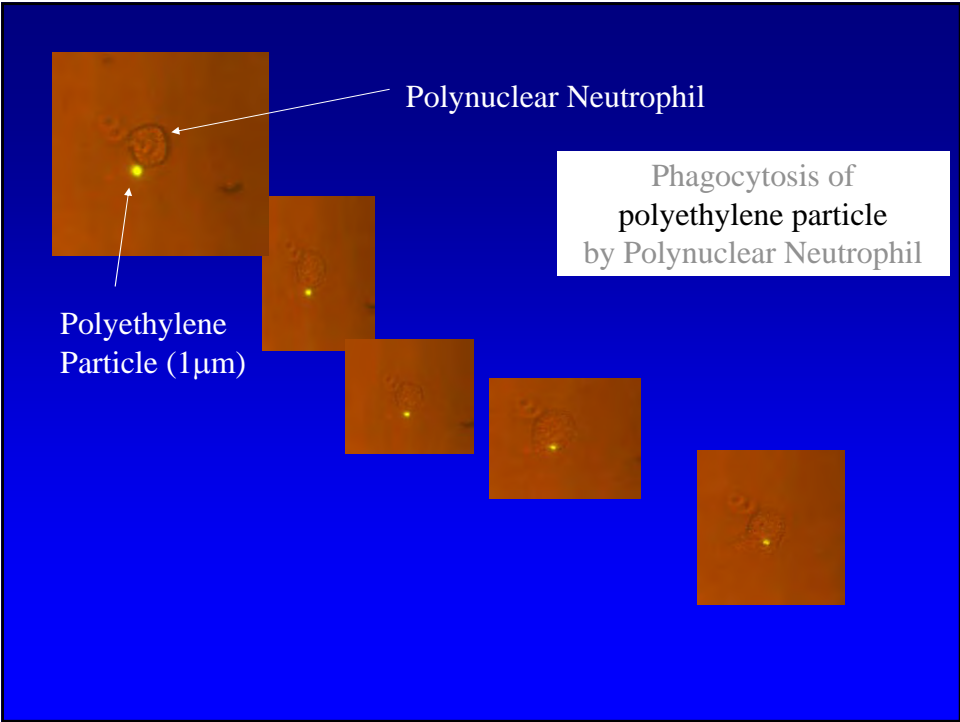 Polynuclear Neutrophil
Phagocytosis of
polyethylene particle
by Polynuclear Neutrophil
Polyethylene
Particle (1μm)